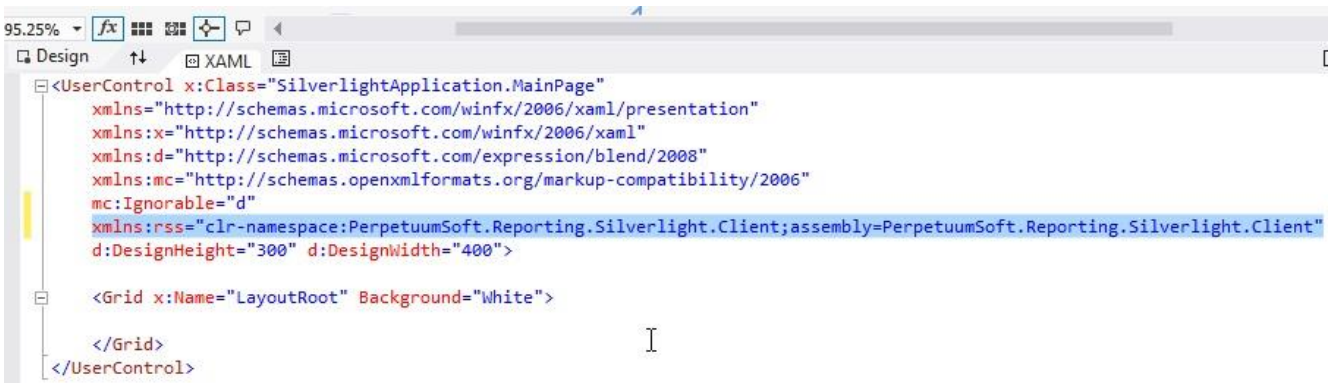 95.25% fx
Design XAML
<UserControl x:Class="SilverlightApplication.MainPage"
xmlns="http://schemas.microsoft.com/winfx/2006/xaml/presentation"
xmlns:x="http://schemas.microsoft.com/winfx/2006/xaml"
xmlns:d="http://schemas.microsoft.com/expression/blend/2008"
xmlns:mc="http://schemas.openxmlformats.org/markup-compatibility/2006"
mc:Ignorable="d"
xmlns:rss="clr-namespace:PerpetuumSoft.Reporting.Silverlight.Client;assembly=PerpetuumSoft.Reporting.Silverlight.Client"
d:DesignHeight="300" d:DesignWidth="400">
<Grid x:Name="LayoutRoot" Background="White">
</Grid>
</UserControl>